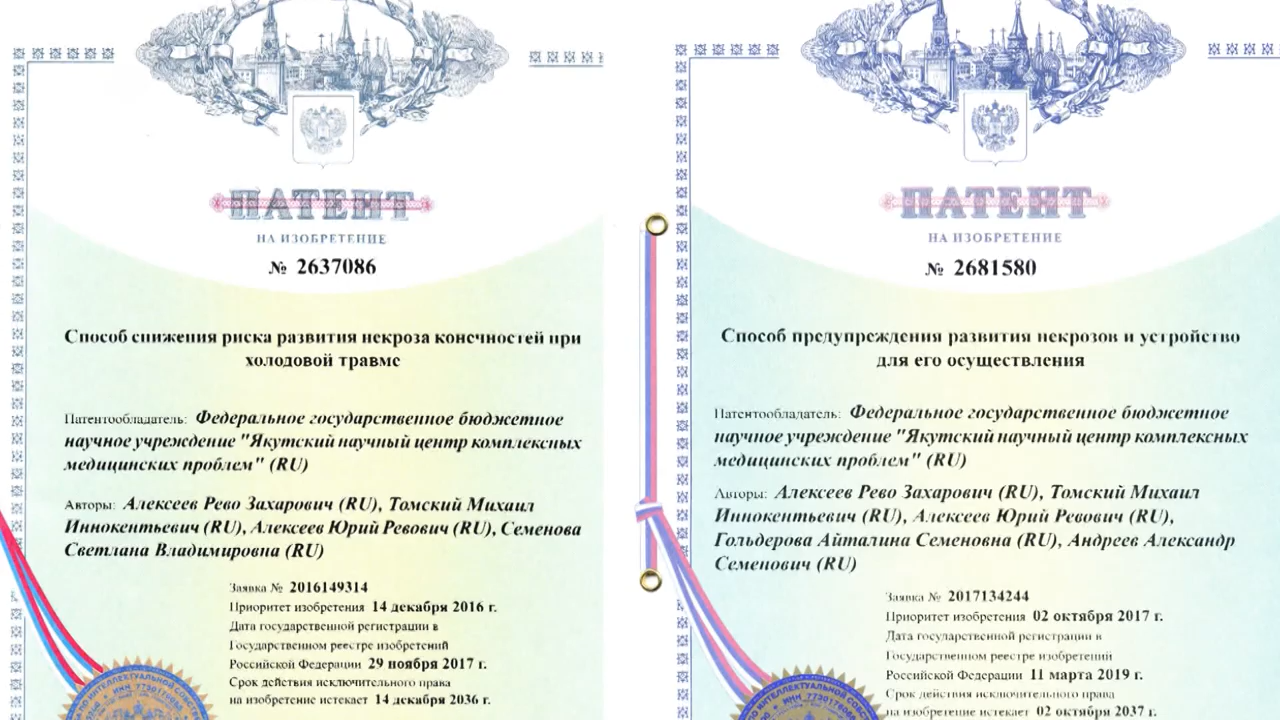 ПАТЕНТ
НА ИЗОБРЕТЕНИЕ
№ 2637086
Способ снижения риска развития некроза конечностей при
холодовой травме
Патентообладатель: Федеральное государственное бюджетное
научное учреждение "Якутский научный центр комплексных
медицинских проблем" (RU)
Авторы: Алексеев Рево Захарович (RU), Томский Михаил
Иннокентьевич (RU), Алексеев Юрий Ревович (RU), Семенова
Светлана Владимировна (RU)
Заявка № 2016149314
Приоритет изобретения 14 декабря 2016 г.
Дата государственной регистрации в
Государственном реестре изобретений
Российской Федерации 29 ноября 2017 г.
Срок действия исключительного права
на изобретение истекает 14 декабря 2036 г.
ПАТЕНТ
НА ИЗОБРЕТЕНИЕ
№ 2681580
Способ предупреждения развития некрозов и устройство
для его осуществления
Патентообладатель: Федеральное государственное бюджетное
научное учреждение "Якутский научный центр комплексных
медицинских проблем" (RU)
Авторы: Алексеев Рево Захарович (RU), Томский Михаил
Иннокентьевич (RU), Алексеев Юрий Ревович (RU),
Гольдерова Айталина Семеновна (RU), Андреев Александр
Семенович (RU)
Заявка № 2017134244
Приоритет изобретения 02 октября 2017 г.
Дата государственной регистрации в
Государственном реестре изобретений
Российской Федерации 11 марта 2019 г.
Срок действия исключительного права
на изобретение истекает 02 октября 2037 г.